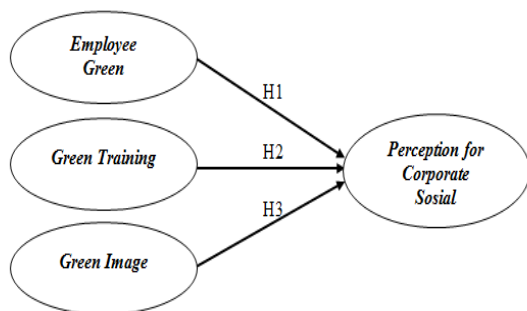 Employee
Green
H1
Green Training
H2
Perception for
Corporate
Sosial
H3
Green Image